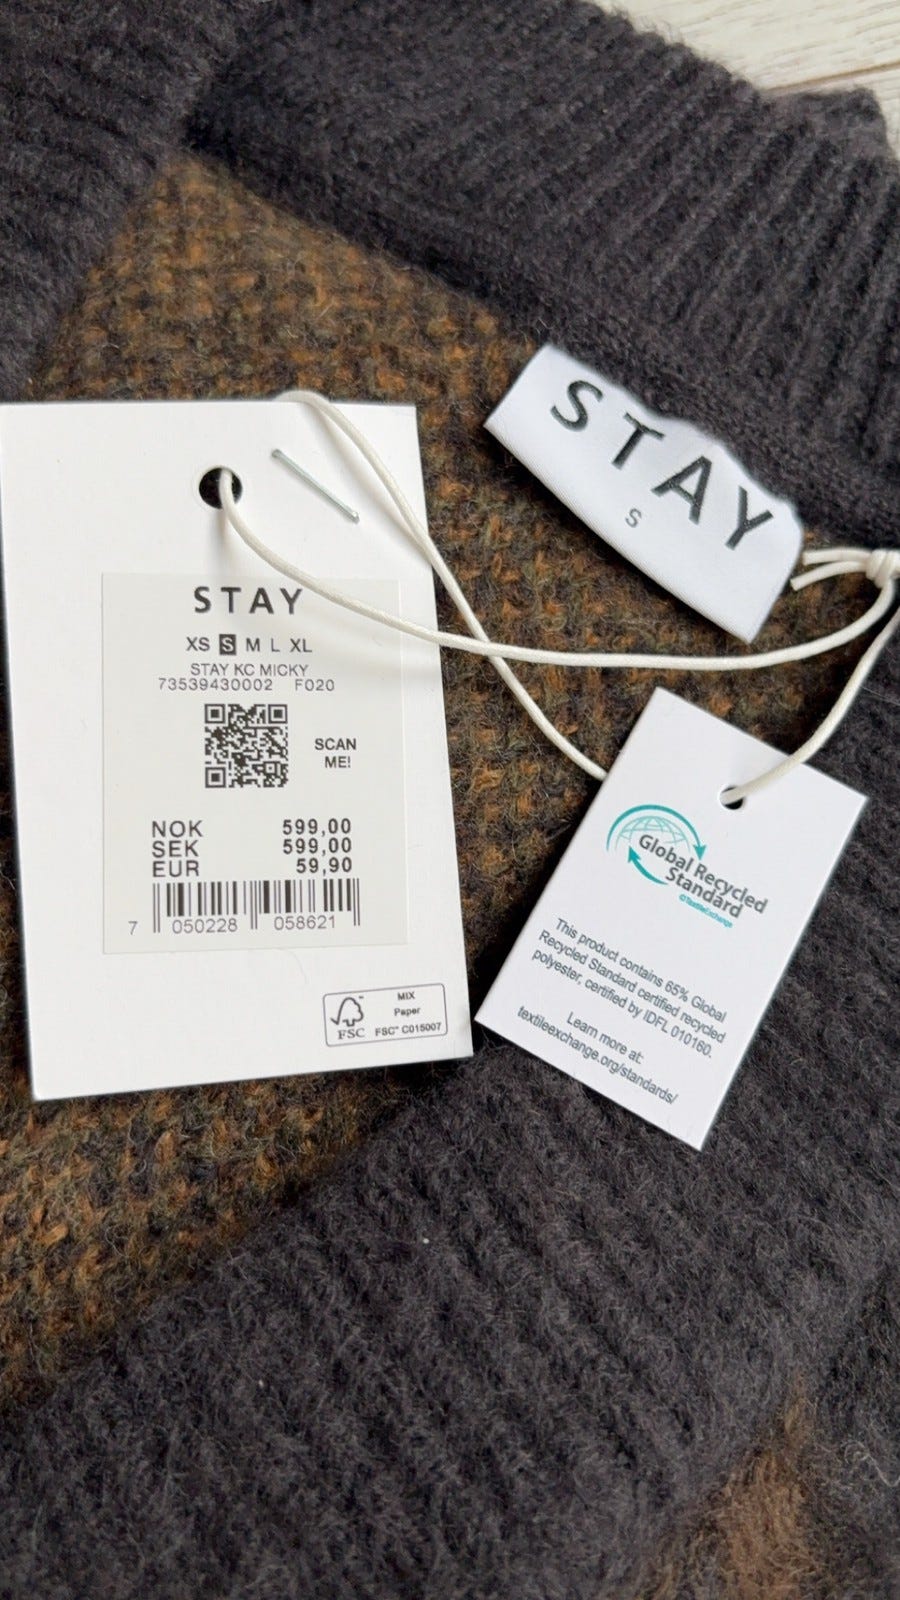 STAY
S
STAY
XS S M L XL
STAY KC MICKY
73539430002 F020
SCAN
ME!
NOK 599,00
SEK 599,00
EUR 59,90
7 050228 058621
FSC™
MIX
Paper
FSC™ C015007
Global Recycled
Standard
©TextileExchange
This product contains 65% Global
Recycled Standard certified recycled
polyester, certified by IDFL 010160.
Learn more at:
textileexchange.org/standards/